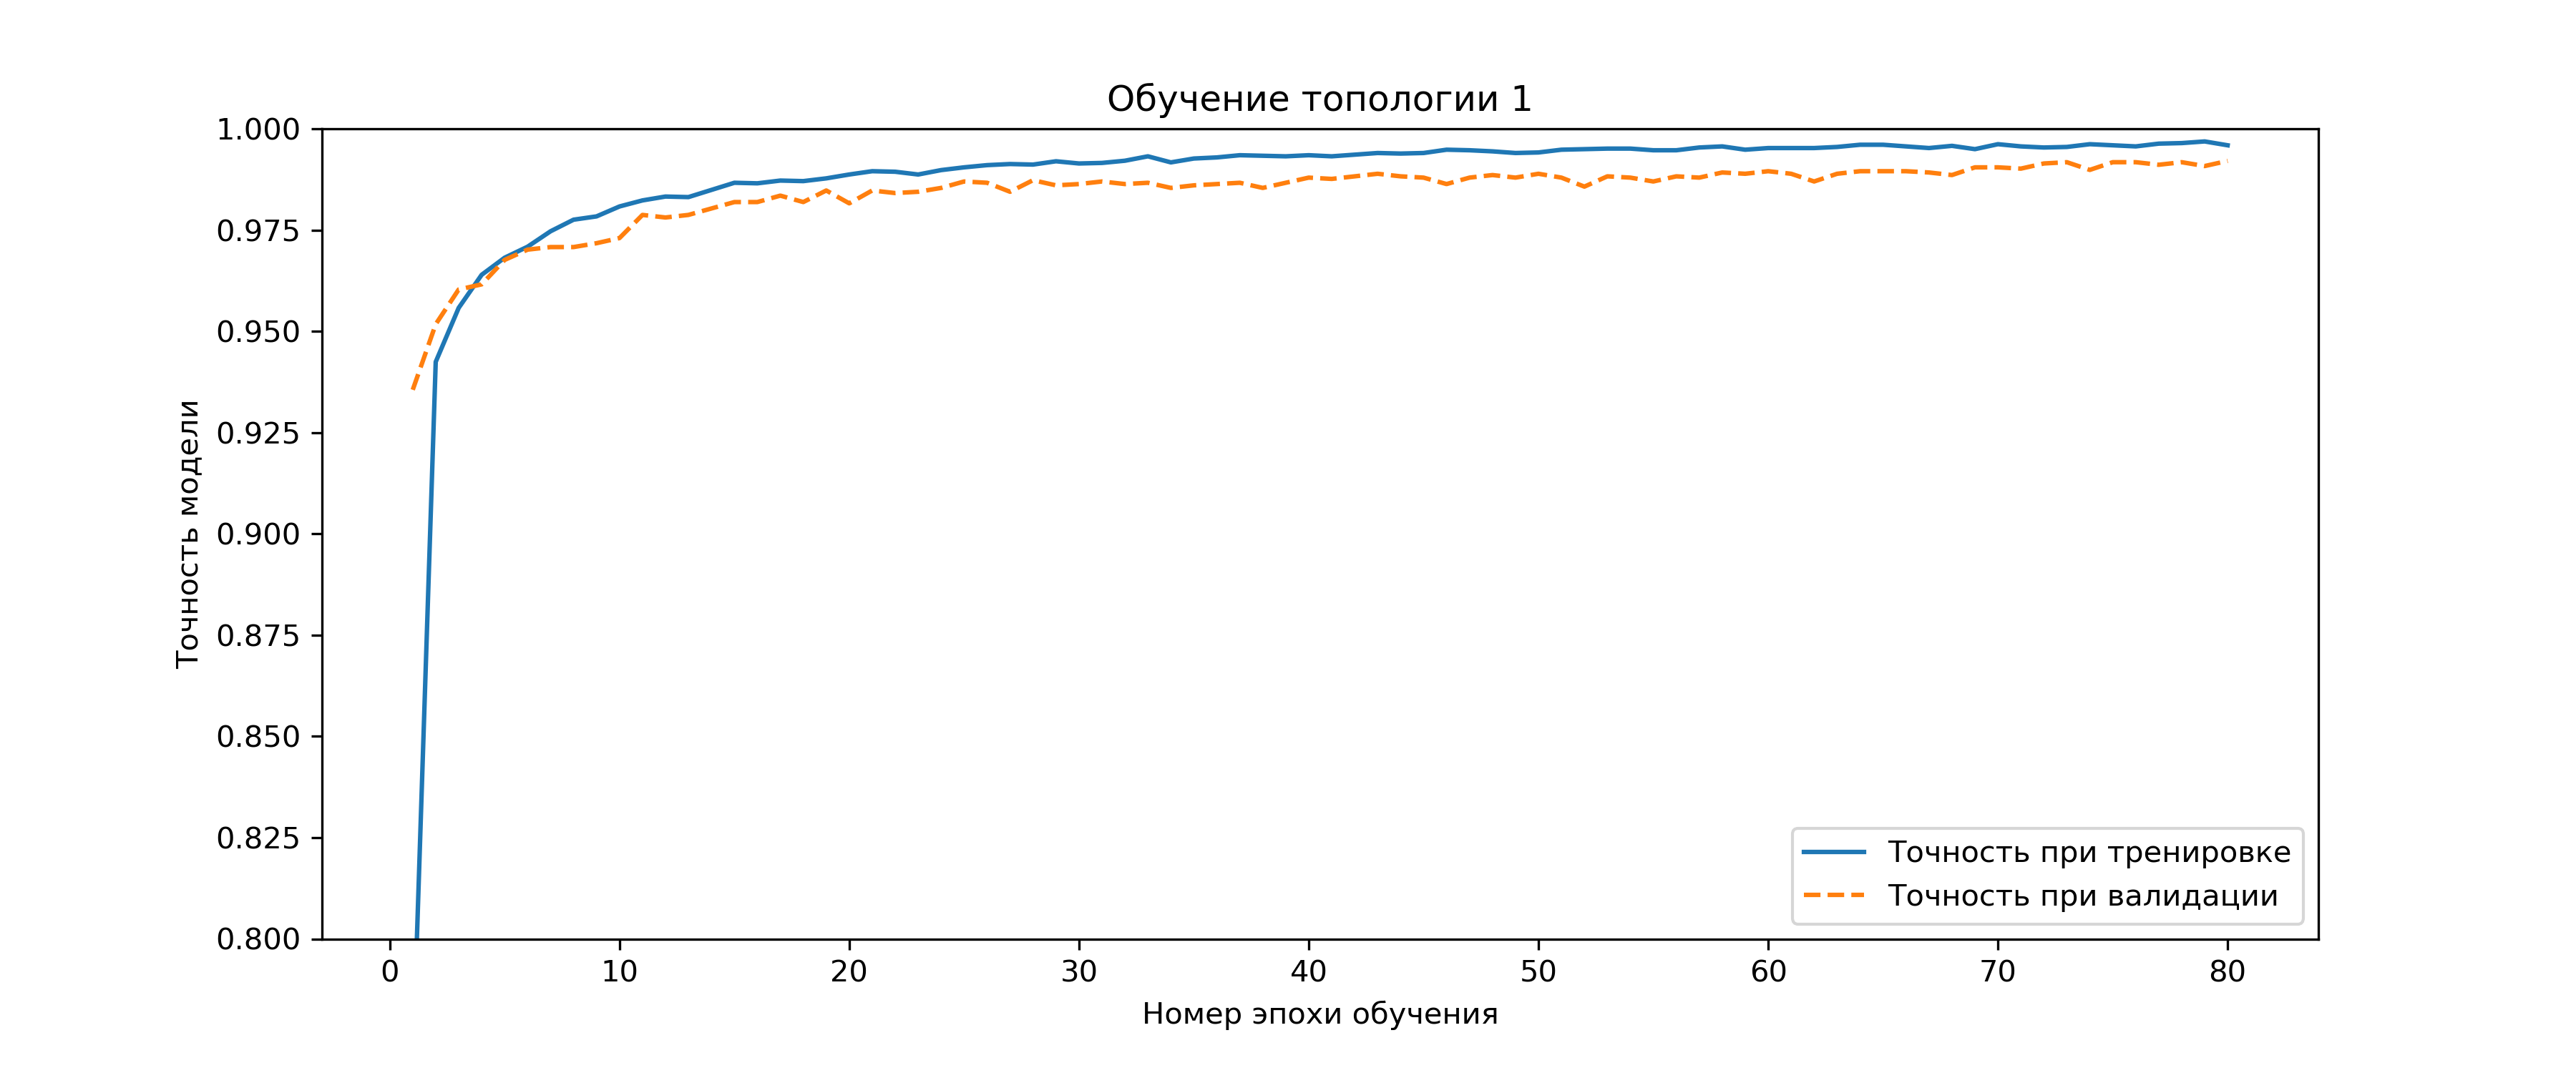 Обучение топологии 1
Точность модели
1.000
0.975
0.950
0.925
0.900
0.875
0.850
0.825
0.800
0 10 20 30 40 50 60 70 80
Номер эпохи обучения
Точность при тренировке
Точность при валидации